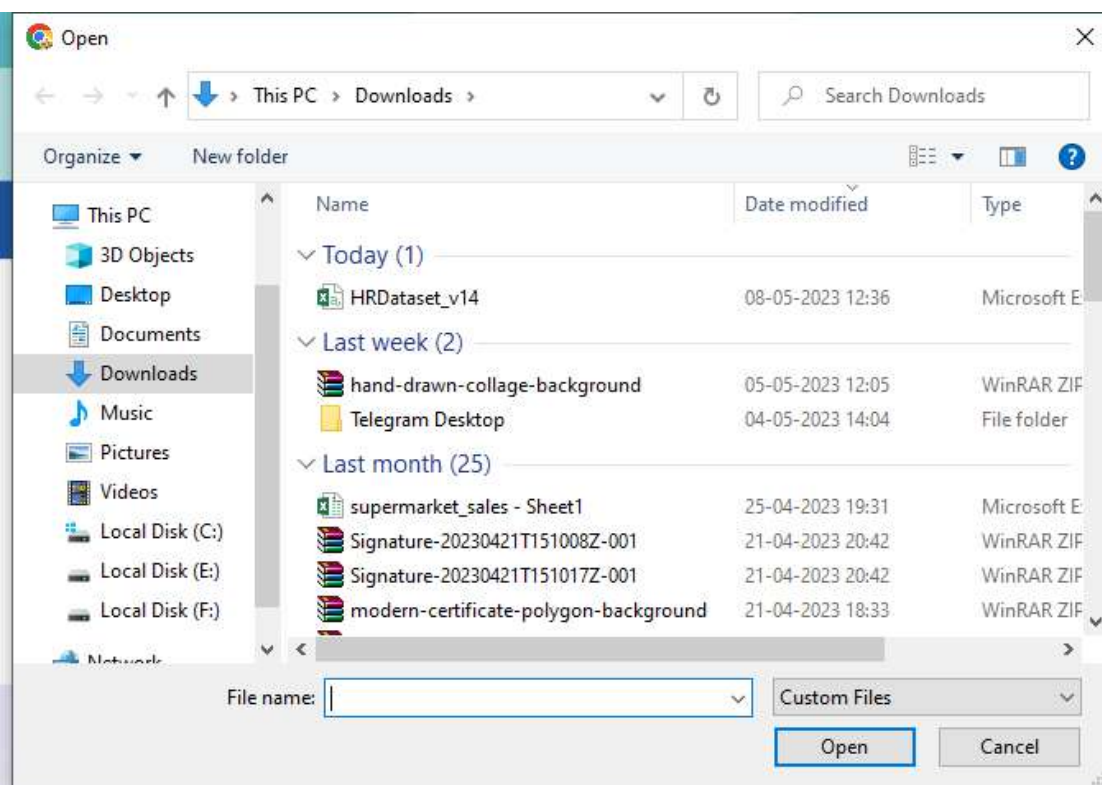 Open
This PC > Downloads >
Search Downloads
Organize
New folder
Name Date modified Type
This PC
3D Objects
Desktop
Documents
Downloads
Music
Pictures
Videos
Local Disk (C:)
Local Disk (E:)
Local Disk (F:)
Network
Today (1)
HRDataset_v14 08-05-2023 12:36 Microsoft E
Last week (2)
hand-drawn-collage-background 05-05-2023 12:05 WinRAR ZIP
Telegram Desktop 04-05-2023 14:04 File folder
Last month (25)
supermarket_sales - Sheet1 25-04-2023 19:31 Microsoft E
Signature-20230421T151008Z-001 21-04-2023 20:42 WinRAR ZIP
Signature-20230421T151017Z-001 21-04-2023 20:42 WinRAR ZIP
modern-certificate-polygon-background 21-04-2023 18:33 WinRAR ZIP
File name:
Custom Files
Open
Cancel